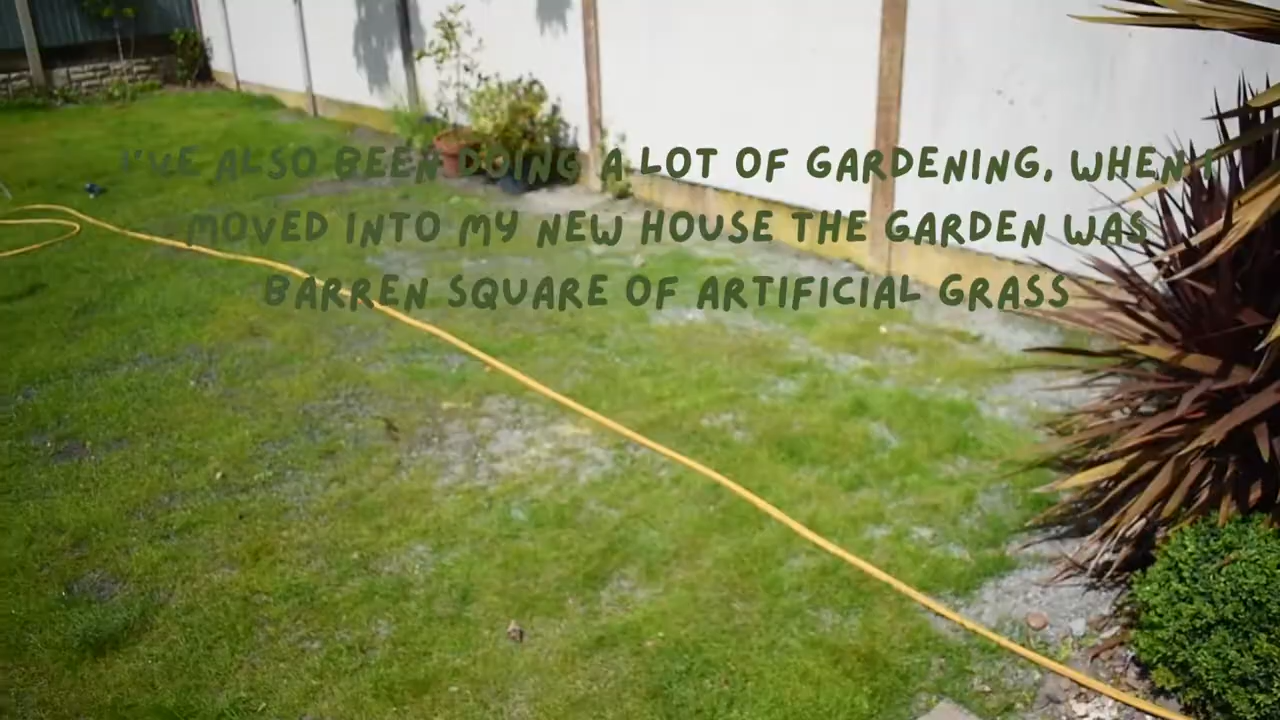 I'VE ALSO BEEN DOING A LOT OF GARDENING, WHEN I
MOVED INTO MY NEW HOUSE THE GARDEN WAS
BARREN SQUARE OF ARTIFICIAL GRASS